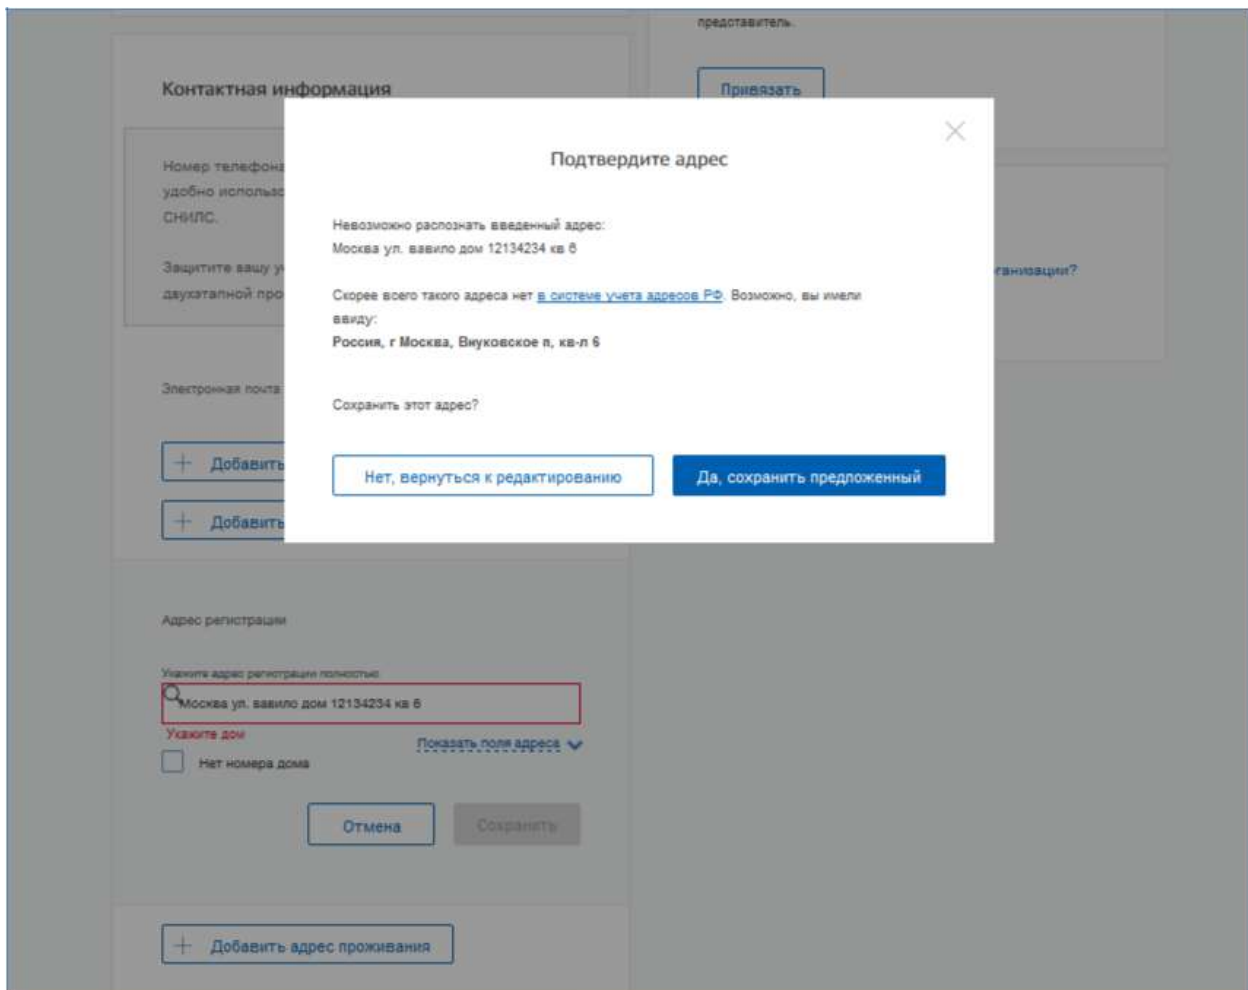 представитель.
Контактная информация
Привязать
Номер телефона
удобно использо
СНИЛС.
Защитите вашу у
двухэтапной про
рганизации?
Подтвердите адрес
Невозможно распознать введенный адрес:
Москва ул. вавило дом 12134234 кв 6
Скорее всего такого адреса нет в системе учета адресов РФ. Возможно, вы имели
ввиду:
Россия, г Москва, Внуковское п, кв-л 6
Сохранить этот адрес?
Нет, вернуться к редактированию
Да, сохранить предложенный
Электронная почта
Добавить
Добавить
Адрес регистрации
Укажите адрес регистрации полностью
Москва ул. вавило дом 12134234 кв 6
Укажите дом
Показать поля адреса
Нет номера дома
Отмена
Сохранить
Добавить адрес проживания